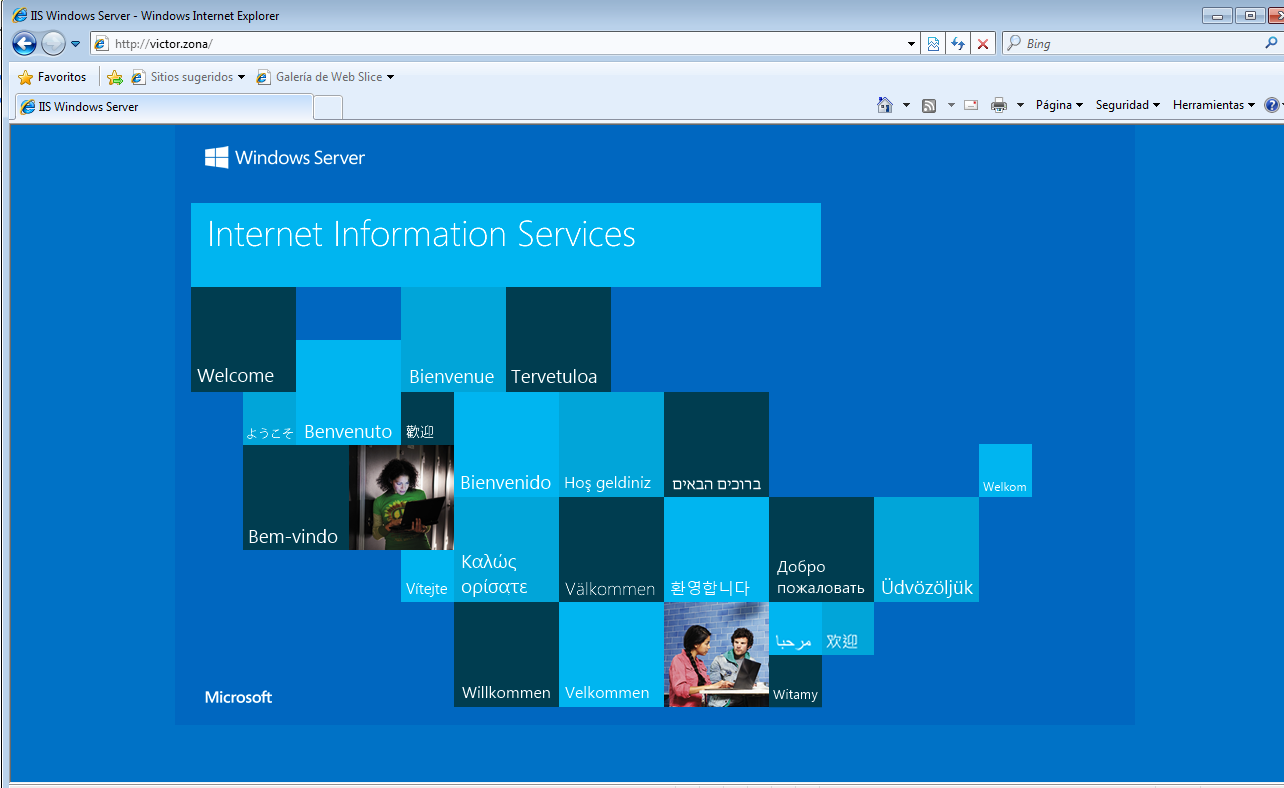 IIS Windows Server - Windows Internet Explorer
http://victor.zona/
Bing
Favoritos
Sitios sugeridos
Galería de Web Slice
IIS Windows Server
Página
Seguridad
Herramientas
Windows Server
Internet Information Services
Welcome
Bienvenue
Tervetuloa
ようこそ
Benvenuto
歡迎
Bienvenido
Hoş geldiniz
ברוכים הבאים
Welkom
Bem-vindo
Vítejte
Καλώς
ορίσατε
Välkommen
환영합니다
Добро
пожаловать
Üdvözöljük
Willkommen
Velkommen
مرحبا
欢迎
Witamy
Microsoft